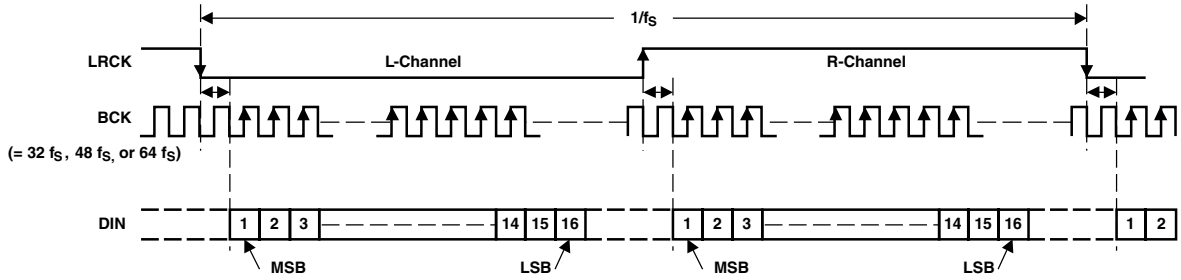 1/fS
LRCK
L-Channel
R-Channel
BCK
(= 32 fS, 48 fS, or 64 fS)
DIN
1 2 3 14 15 16 1 2 3 14 15 16 1 2
MSB LSB MSB LSB